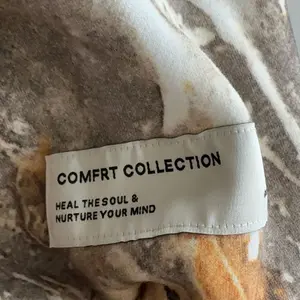 COMFRT COLLECTION
HEAL THE SOUL &
NURTURE YOUR MIND